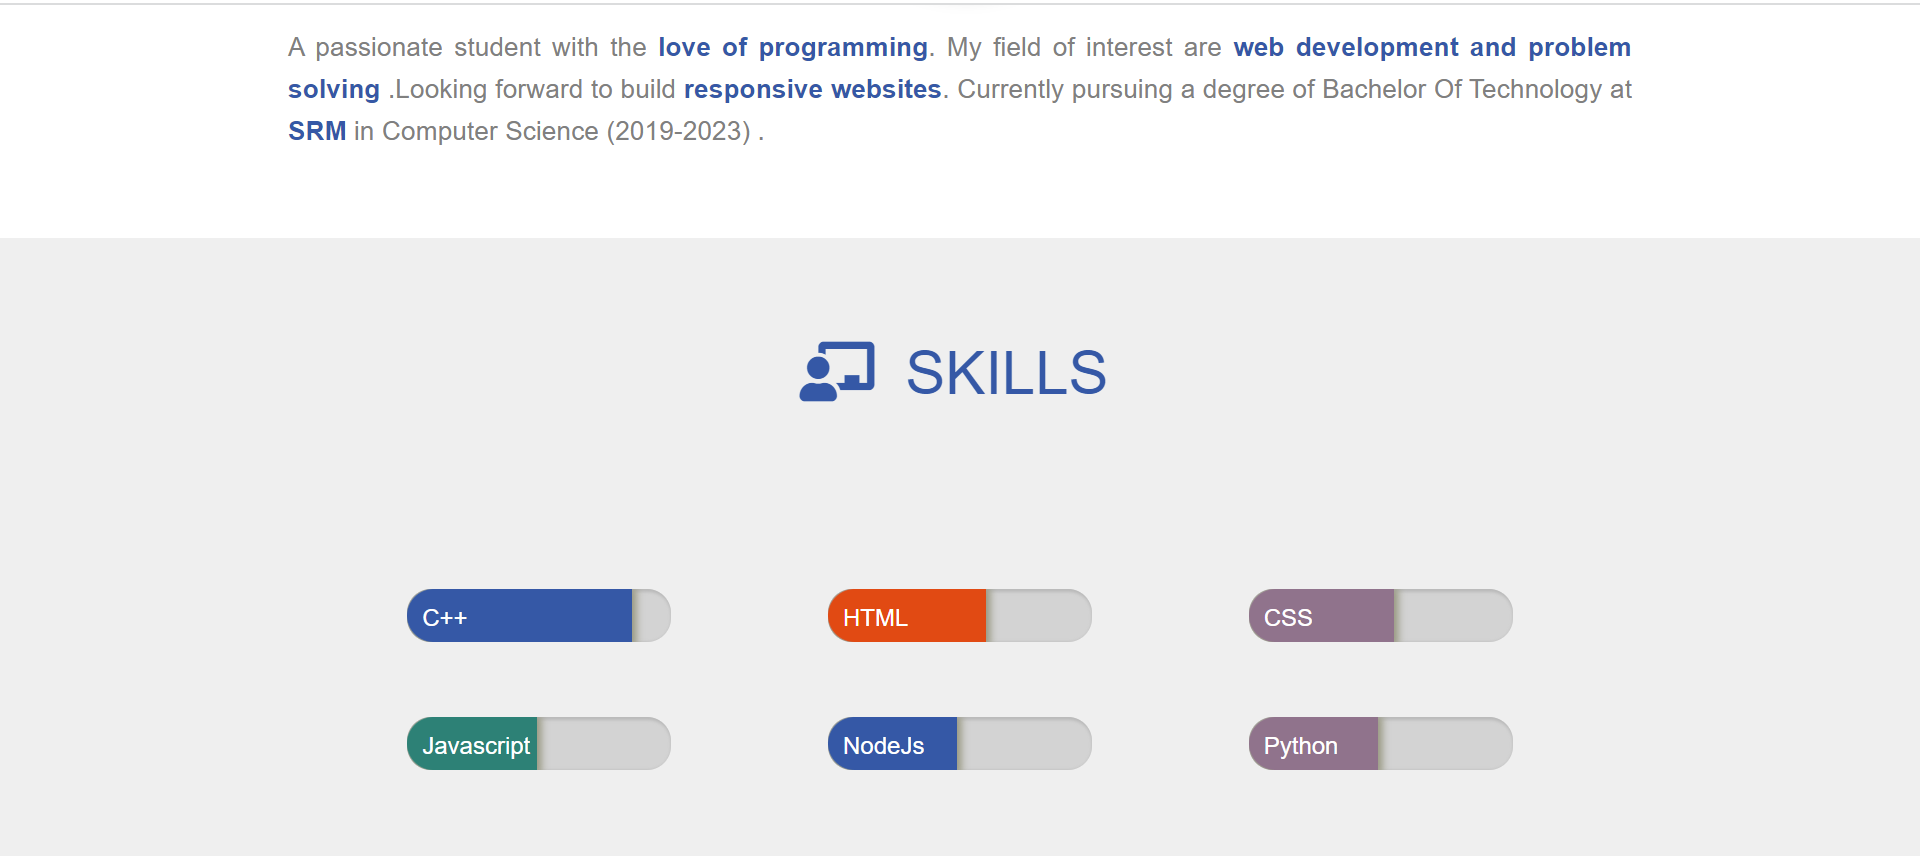 A passionate student with the love of programming. My field of interest are web development and problem
solving .Looking forward to build responsive websites. Currently pursuing a degree of Bachelor Of Technology at
SRM in Computer Science (2019-2023) .
SKILLS
C++
HTML
CSS
Javascript
NodeJs
Python